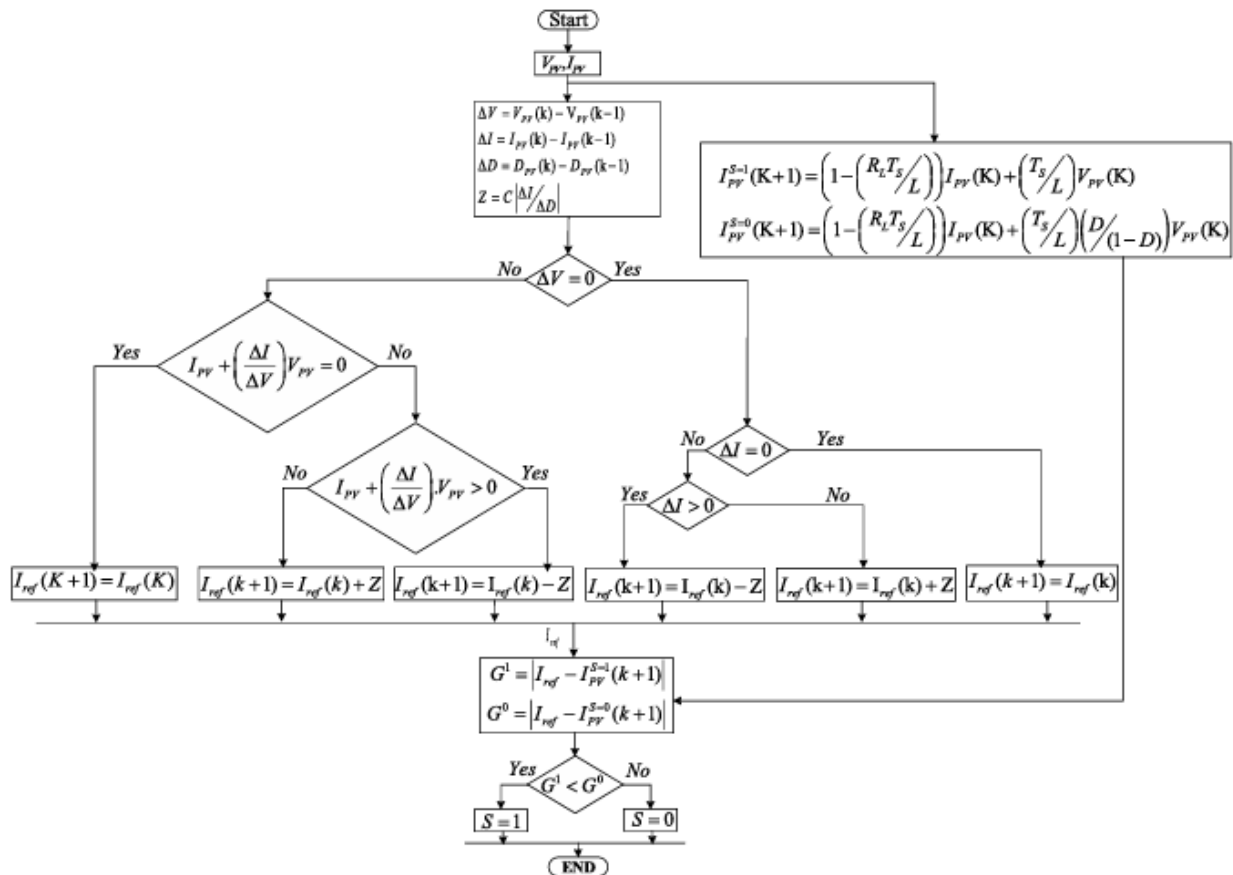 Start
V_PV, I_PV
ΔV = V_PV(k) − V_PV(k−1)
ΔI = I_PV(k) − I_PV(k−1)
ΔD = D_PV(k) − D_PV(k−1)
Z = C |ΔI/ΔD|
I_PV^{S=1}(K+1) = (1−(R_L T_S/L)) I_PV(K) + (T_S/L) V_PV(K)
I_PV^{S=0}(K+1) = (1−(R_L T_S/L)) I_PV(K) + (T_S/L)(D/(1−D)) V_PV(K)
No ΔV = 0 Yes
Yes I_PV + (ΔI/ΔV) V_PV = 0 No
No ΔI = 0 Yes
No I_PV + (ΔI/ΔV).V_PV > 0 Yes
Yes ΔI > 0 No
I_ref(K+1) = I_ref(K)
I_ref(k+1) = I_ref(k) + Z
I_ref(k+1) = I_ref(k) − Z
I_ref(k+1) = I_ref(k) − Z
I_ref(k+1) = I_ref(k) + Z
I_ref(k+1) = I_ref(k)
I_ref
G^1 = |I_ref − I_PV^{S=1}(k+1)|
G^0 = |I_ref − I_PV^{S=0}(k+1)|
Yes G^1 < G^0 No
S = 1
S = 0
END